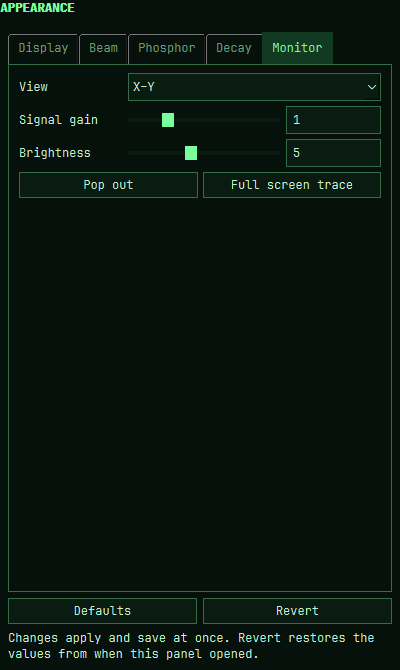 APPEARANCE
Display Beam Phosphor Decay Monitor
View X-Y
Signal gain 1
Brightness 5
Pop out Full screen trace
Defaults Revert
Changes apply and save at once. Revert restores the
values from when this panel opened.